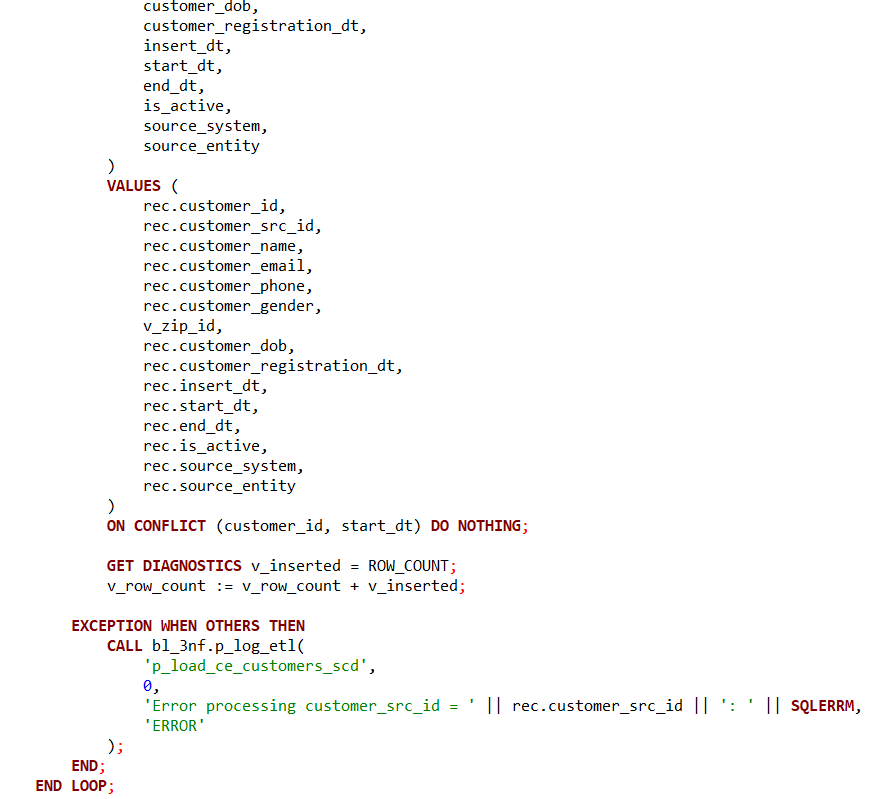 customer_dob,
customer_registration_dt,
insert_dt,
start_dt,
end_dt,
is_active,
source_system,
source_entity
)
VALUES (
rec.customer_id,
rec.customer_src_id,
rec.customer_name,
rec.customer_email,
rec.customer_phone,
rec.customer_gender,
v_zip_id,
rec.customer_dob,
rec.customer_registration_dt,
rec.insert_dt,
rec.start_dt,
rec.end_dt,
rec.is_active,
rec.source_system,
rec.source_entity
)
ON CONFLICT (customer_id, start_dt) DO NOTHING;
GET DIAGNOSTICS v_inserted = ROW_COUNT;
v_row_count := v_row_count + v_inserted;
EXCEPTION WHEN OTHERS THEN
CALL bl_3nf.p_log_etl(
'p_load_ce_customers_scd',
0,
'Error processing customer_src_id = ' || rec.customer_src_id || ': ' || SQLERRM,
'ERROR'
);
END;
END LOOP;